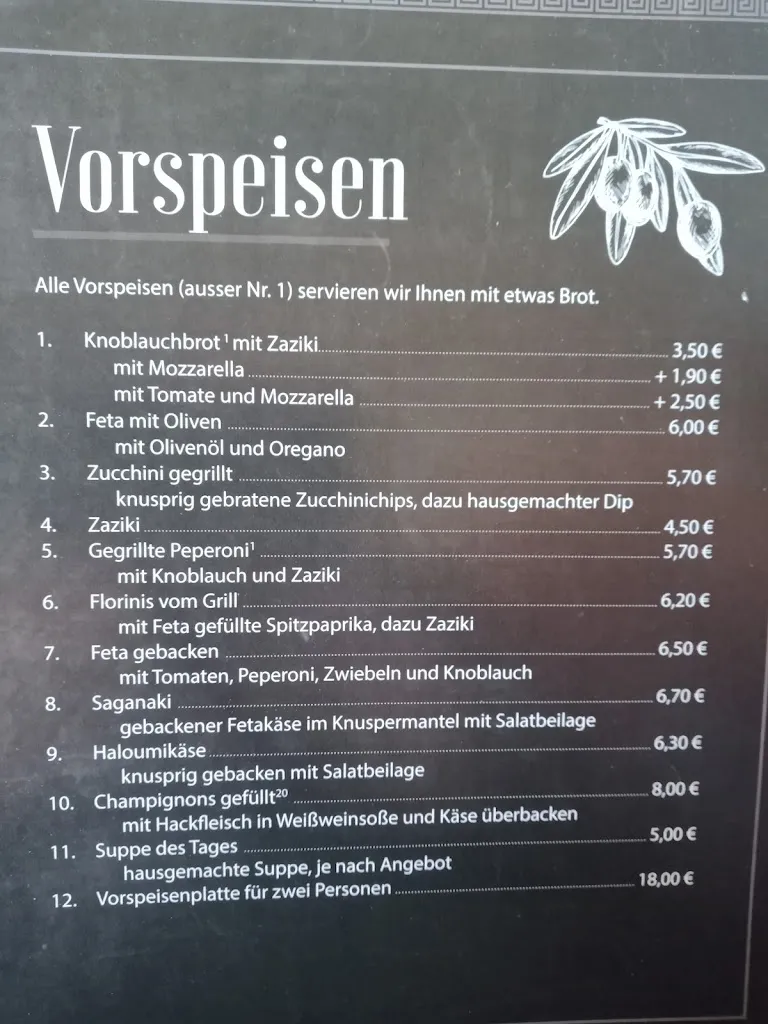 Vorspeisen
Alle Vorspeisen (ausser Nr. 1) servieren wir Ihnen mit etwas Brot.
1. Knoblauchbrot¹ mit Zaziki 3,50 €
mit Mozzarella + 1,90 €
mit Tomate und Mozzarella + 2,50 €
2. Feta mit Oliven 6,00 €
mit Olivenöl und Oregano
3. Zucchini gegrillt 5,70 €
knusprig gebratene Zucchinichips, dazu hausgemachter Dip
4. Zaziki 4,50 €
5. Gegrillte Peperoni¹ 5,70 €
mit Knoblauch und Zaziki
6. Florinis vom Grill 6,20 €
mit Feta gefüllte Spitzpaprika, dazu Zaziki
7. Feta gebacken 6,50 €
mit Tomaten, Peperoni, Zwiebeln und Knoblauch
8. Saganaki 6,70 €
gebackener Fetakäse im Knuspermantel mit Salatbeilage
9. Haloumikäse 6,30 €
knusprig gebacken mit Salatbeilage
10. Champignons gefüllt²⁰ 8,00 €
mit Hackfleisch in Weißweinsoße und Käse überbacken
11. Suppe des Tages 5,00 €
hausgemachte Suppe, je nach Angebot
12. Vorspeisenplatte für zwei Personen 18,00 €